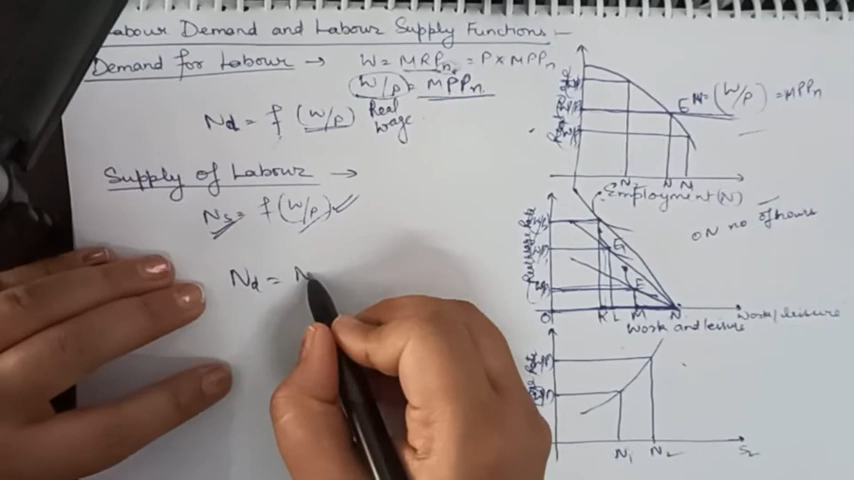 Labour Demand and Labour Supply Functions -
Demand for Labour → W = MRPn = P × MPPn
W/P = MPPn
Nd = f (W/P) Real wage
Supply of Labour →
Ns = f (W/P)
Nd = N
E (W/P) = MPPn
N N
Employment (N)
ON no of hours
E
O K L M N Work/leisure
Work and leisure
N1 N2